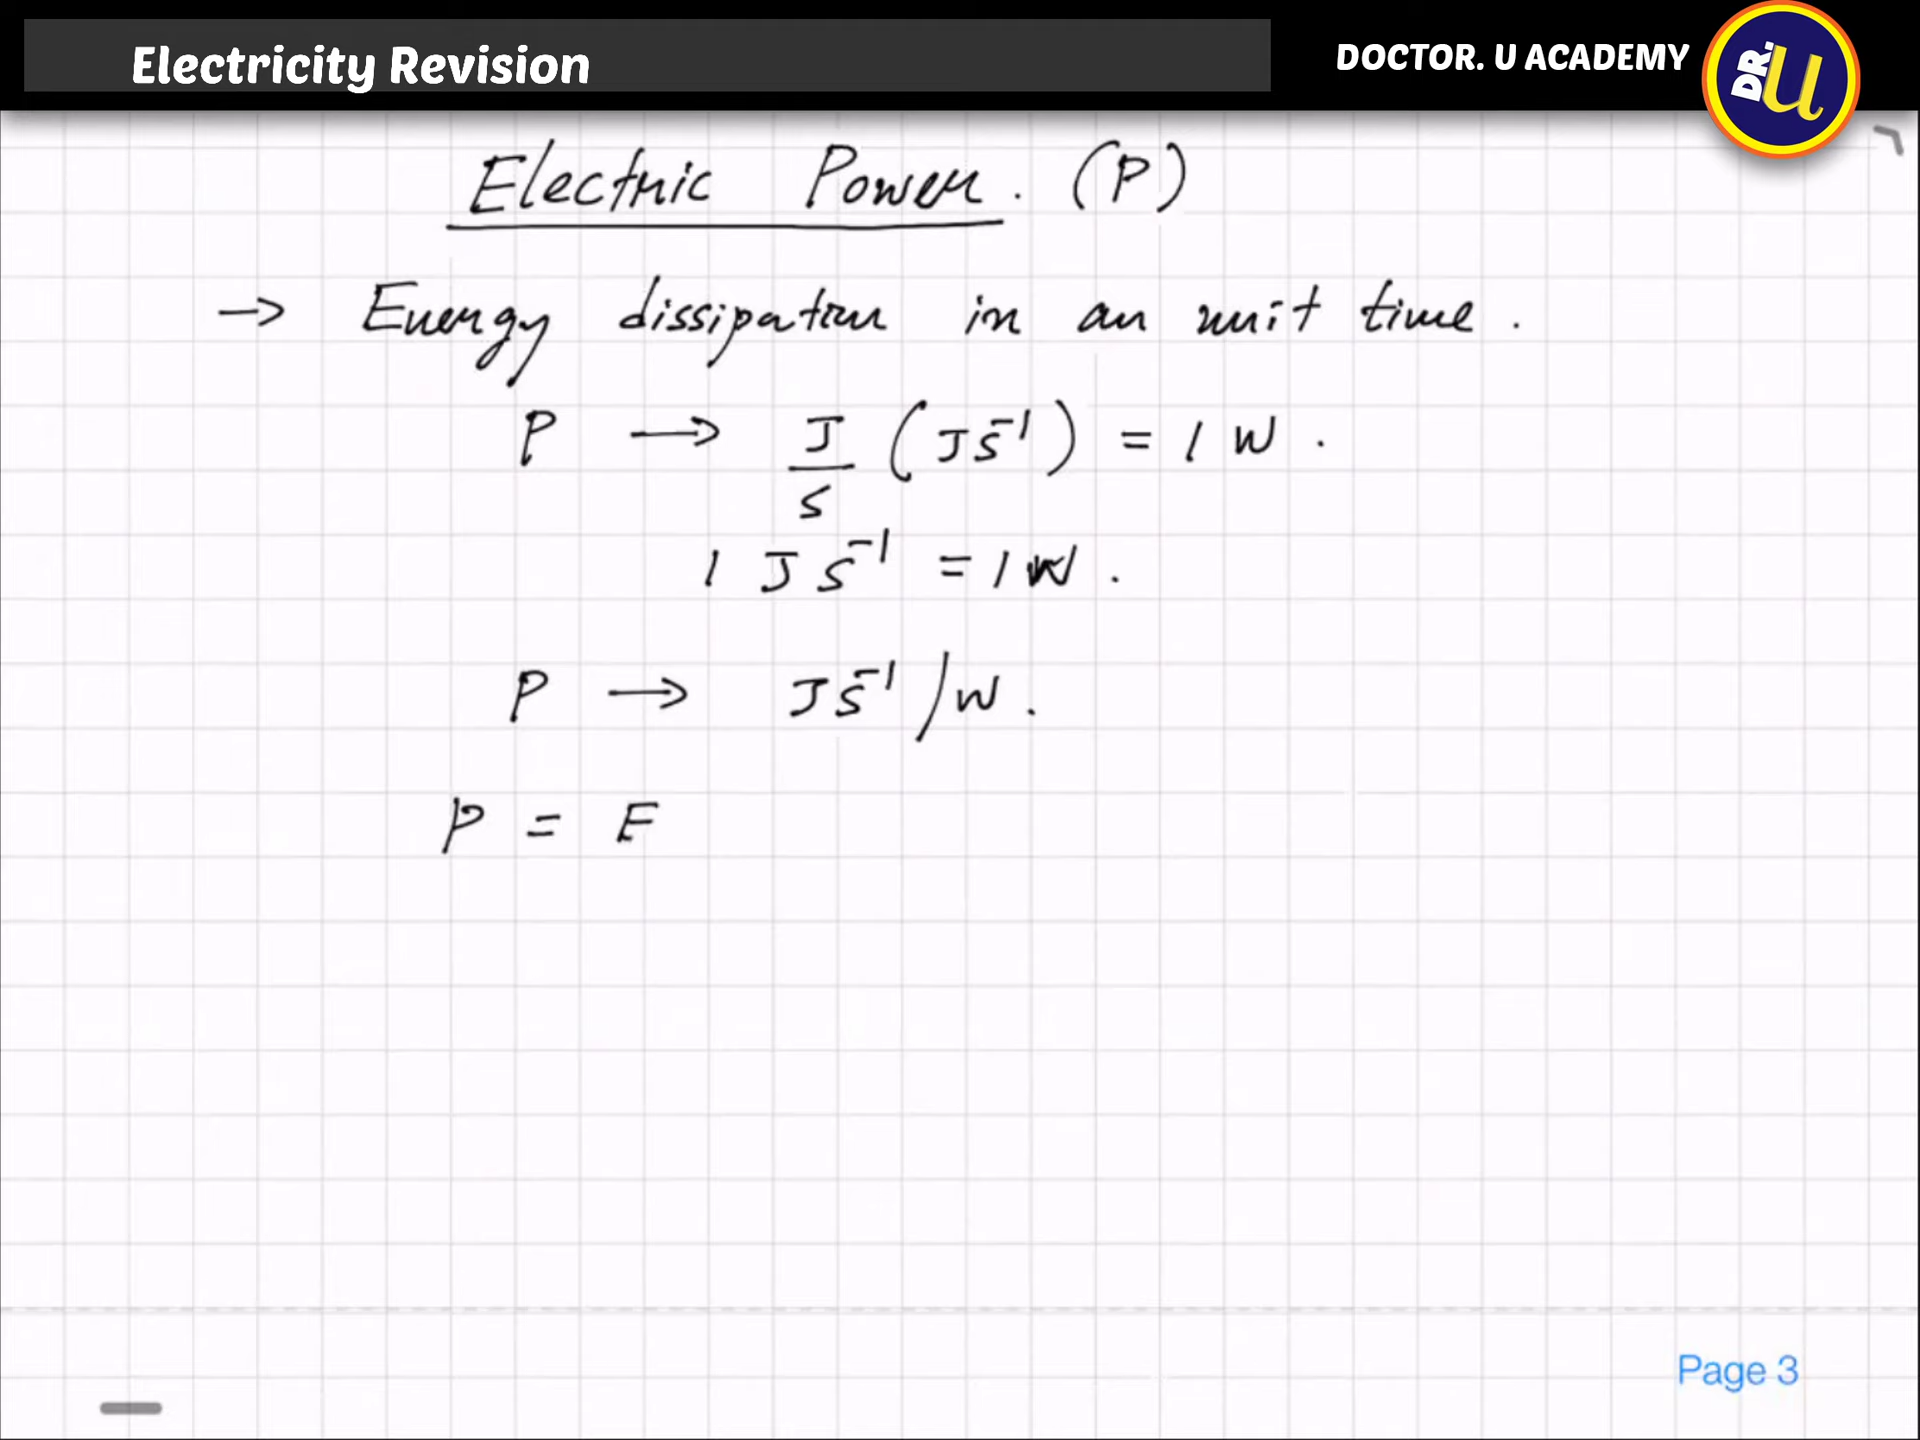 Electricity Revision
DOCTOR. U ACADEMY
DR. U
Electric Power. (P)
→ Energy dissipation in an unit time.
P → J/s (Js⁻¹) = 1 W.
1 Js⁻¹ = 1 W.
P → Js⁻¹/W.
P = E
Page 3